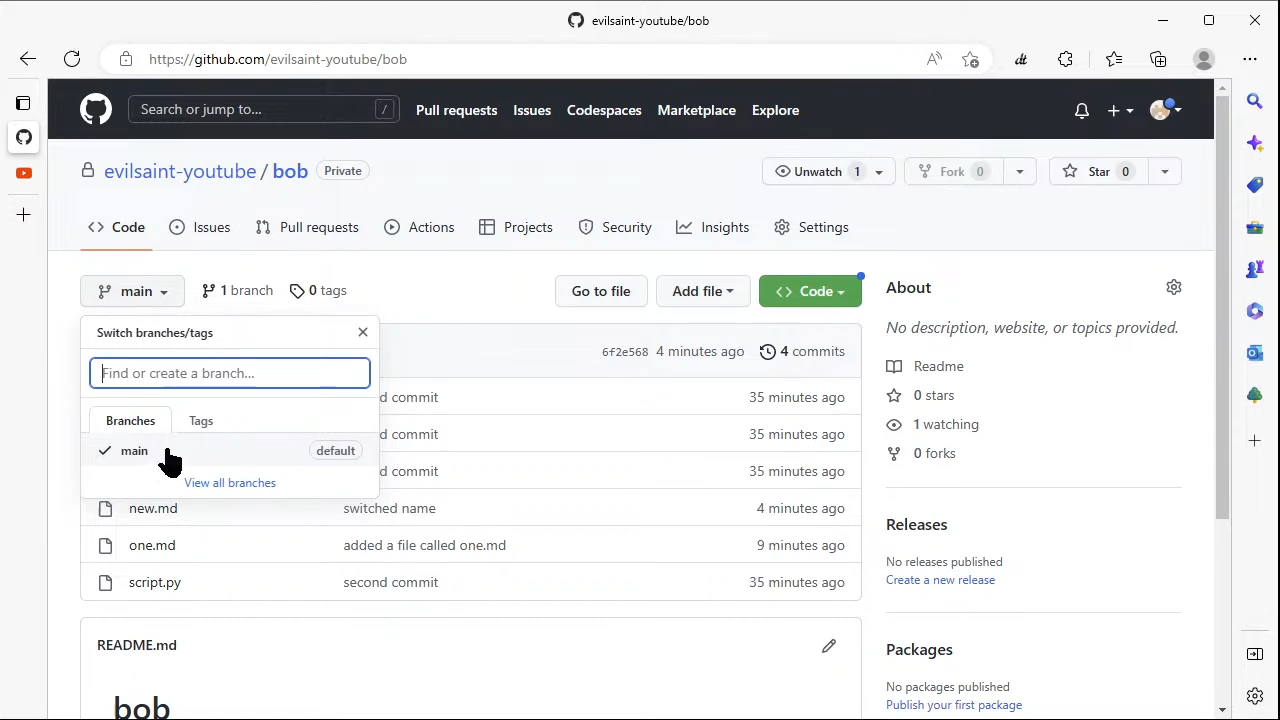 evilsaint-youtube/bob
https://github.com/evilsaint-youtube/bob
Search or jump to... /
Pull requests Issues Codespaces Marketplace Explore
evilsaint-youtube / bob Private
Unwatch 1 Fork 0 Star 0
<> Code Issues Pull requests Actions Project Security Insights Settings
main 1 branch 0 tags Go to file Add file <> Code
About
No description, website, or topics provided.
Switch branches/tags
6f2e568 4 minutes ago 4 commits
Find or create a branch...
Readme
d commit 35 minutes ago
0 stars
Branches Tags
1 watching
d commit 35 minutes ago
main default
0 forks
d commit 35 minutes ago
View all branches
new.md switched name 4 minutes ago
one.md added a file called one.md 9 minutes ago
script.py second commit 35 minutes ago
Releases
No releases published
Create a new release
README.md
bob
Packages
No packages published
Publish your first package